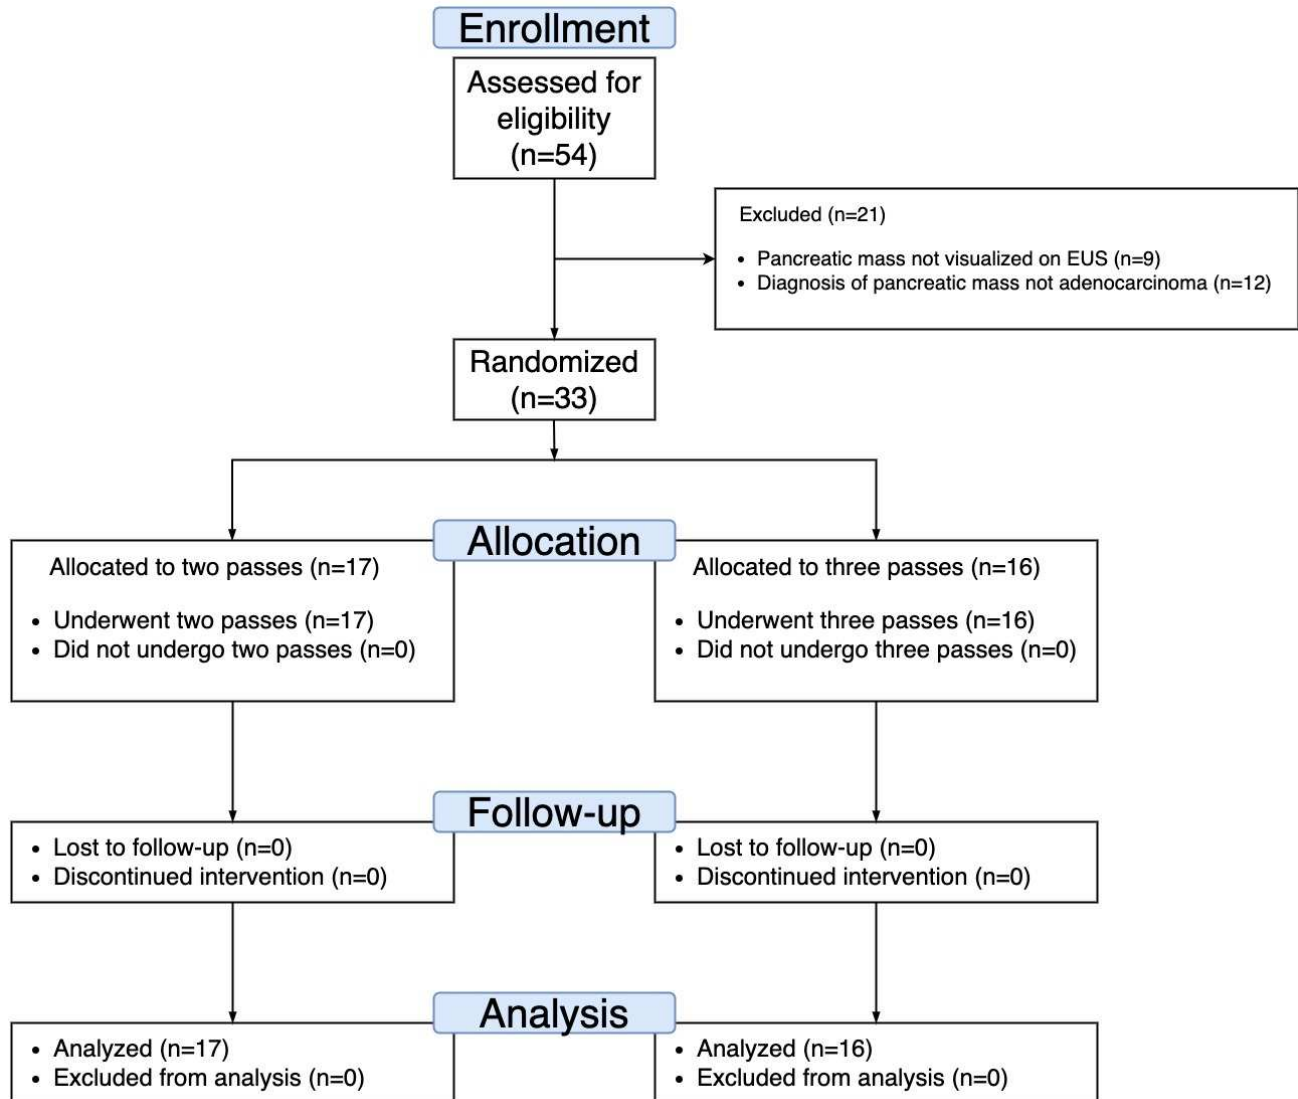 Enrollment
Assessed for
eligibility
(n=54)
Excluded (n=21)
• Pancreatic mass not visualized on EUS (n=9)
• Diagnosis of pancreatic mass not adenocarcinoma (n=12)
Randomized
(n=33)
Allocation
Allocated to two passes (n=17)
• Underwent two passes (n=17)
• Did not undergo two passes (n=0)
Allocated to three passes (n=16)
• Underwent three passes (n=16)
• Did not undergo three passes (n=0)
Follow-up
• Lost to follow-up (n=0)
• Discontinued intervention (n=0)
• Lost to follow-up (n=0)
• Discontinued intervention (n=0)
Analysis
• Analyzed (n=17)
• Excluded from analysis (n=0)
• Analyzed (n=16)
• Excluded from analysis (n=0)